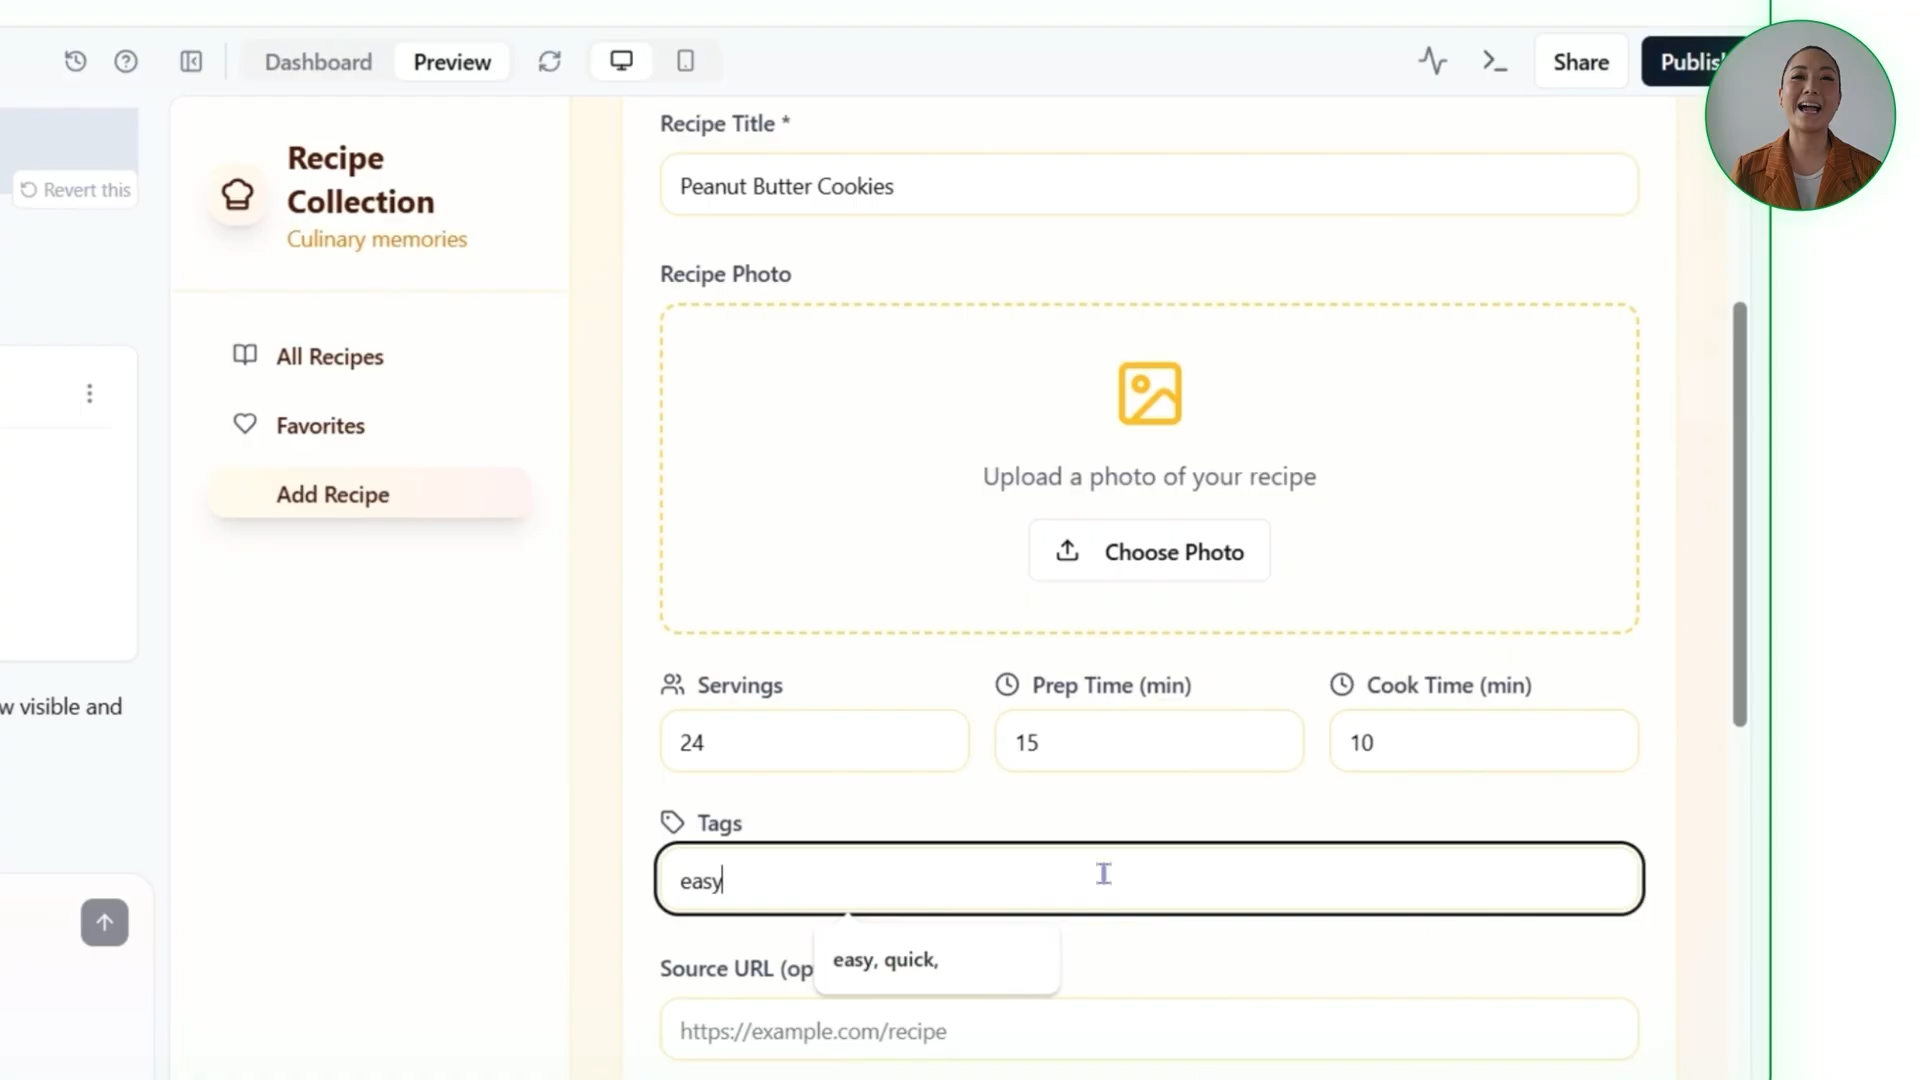 Dashboard
Preview
Share
Publis
Revert this
w visible and
Recipe
Collection
Culinary memories
All Recipes
Favorites
Add Recipe
Recipe Title *
Peanut Butter Cookies
Recipe Photo
Upload a photo of your recipe
Choose Photo
Servings
Prep Time (min)
Cook Time (min)
24
15
10
Tags
easy
easy, quick,
Source URL (op
https://example.com/recipe